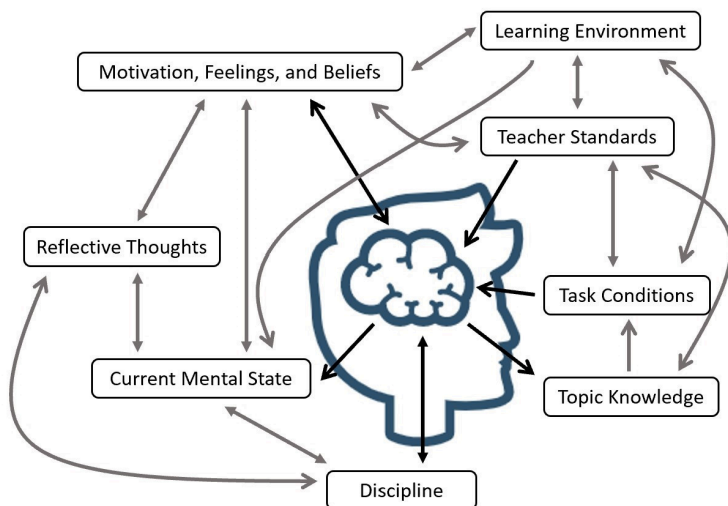 Learning Environment
Motivation, Feelings, and Beliefs
Teacher Standards
Reflective Thoughts
Task Conditions
Current Mental State
Topic Knowledge
Discipline